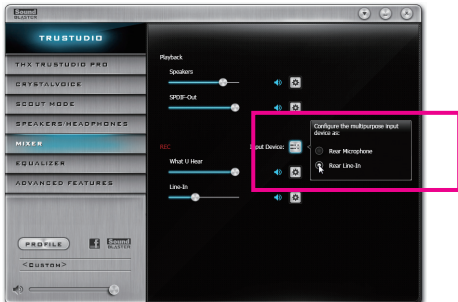 Sound
BLASTER
TRUSTUDIO
THX TRUSTUDIO PRO
CRYSTALVOICE
SCOUT MODE
SPEAKERS/HEADPHONES
MIXER
EQUALIZER
ADVANCED FEATURES
PROFILE
f
Sound
BLASTER
<CUSTOM>
Playback
Speakers
SPDIF-Out
REC
Input Device:
What U Hear
Line-In
Configure the multipurpose input
device as:
Rear Microphone
Rear Line-In